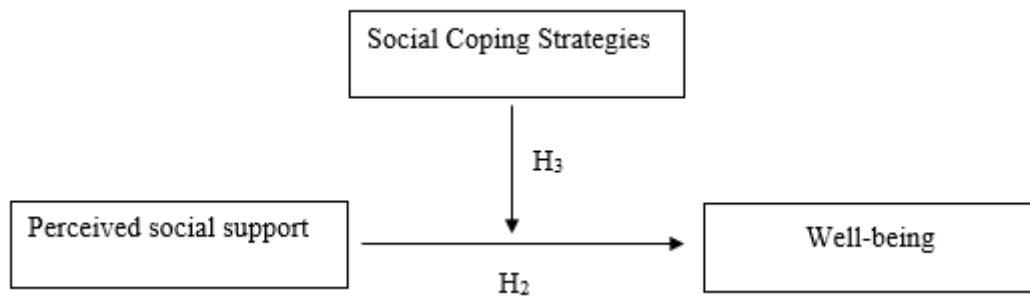 Social Coping Strategies
H₃
Perceived social support
Well-being
H₂